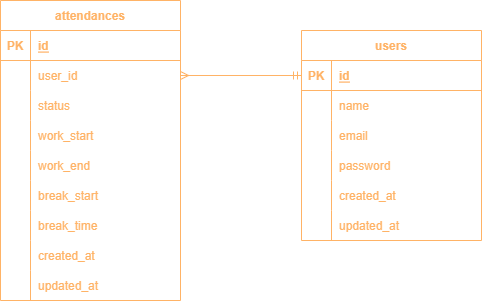 attendances
PK id
user_id
status
work_start
work_end
break_start
break_time
created_at
updated_at
users
PK id
name
email
password
created_at
updated_at